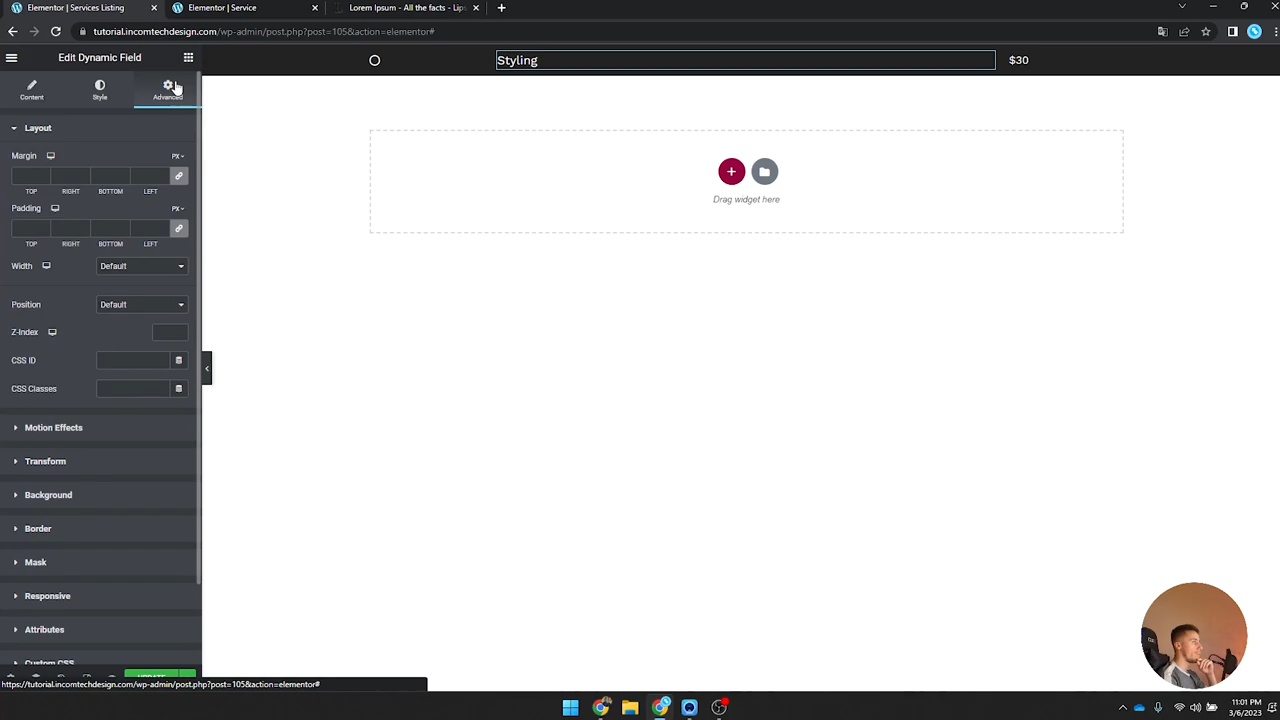 Elementor | Services Listing
Elementor | Service
Lorem Ipsum - All the facts - Lips
tutorial.incomtechdesign.com/wp-admin/post.php?post=105&action=elementor#
Edit Dynamic Field
Styling
$30
Content
Style
Advanced
Layout
Margin
PX
TOP
RIGHT
BOTTOM
LEFT
Padding
PX
TOP
RIGHT
BOTTOM
LEFT
Width
Default
Position
Default
Z-Index
CSS ID
CSS Classes
Motion Effects
Transform
Background
Border
Mask
Responsive
Attributes
Custom CSS
UPDATE
Drag widget here
https://tutorial.incomtechdesign.com/wp-admin/post.php?post=105&action=elementor#
11:01 PM
3/6/2023